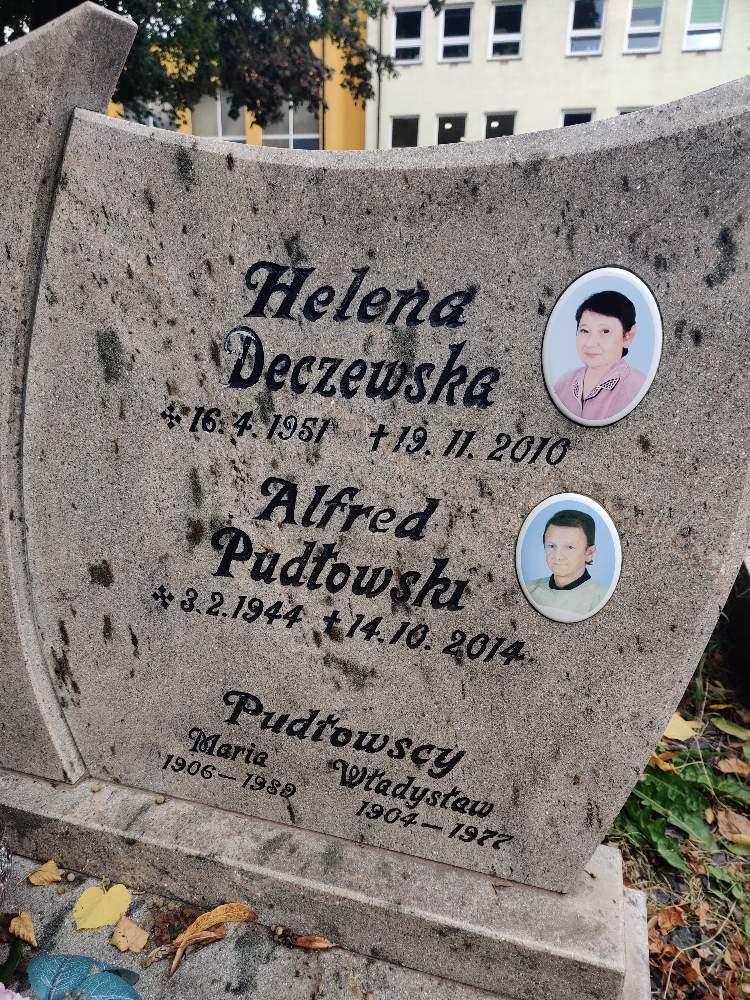 Helena
Deczewska
16.4.1951 †19.11.2010
Alfred
Pudłowski
3.2.1944 †14.10.2014
Pudłowscy
Maria Władysław
1906-1989 1904-1977